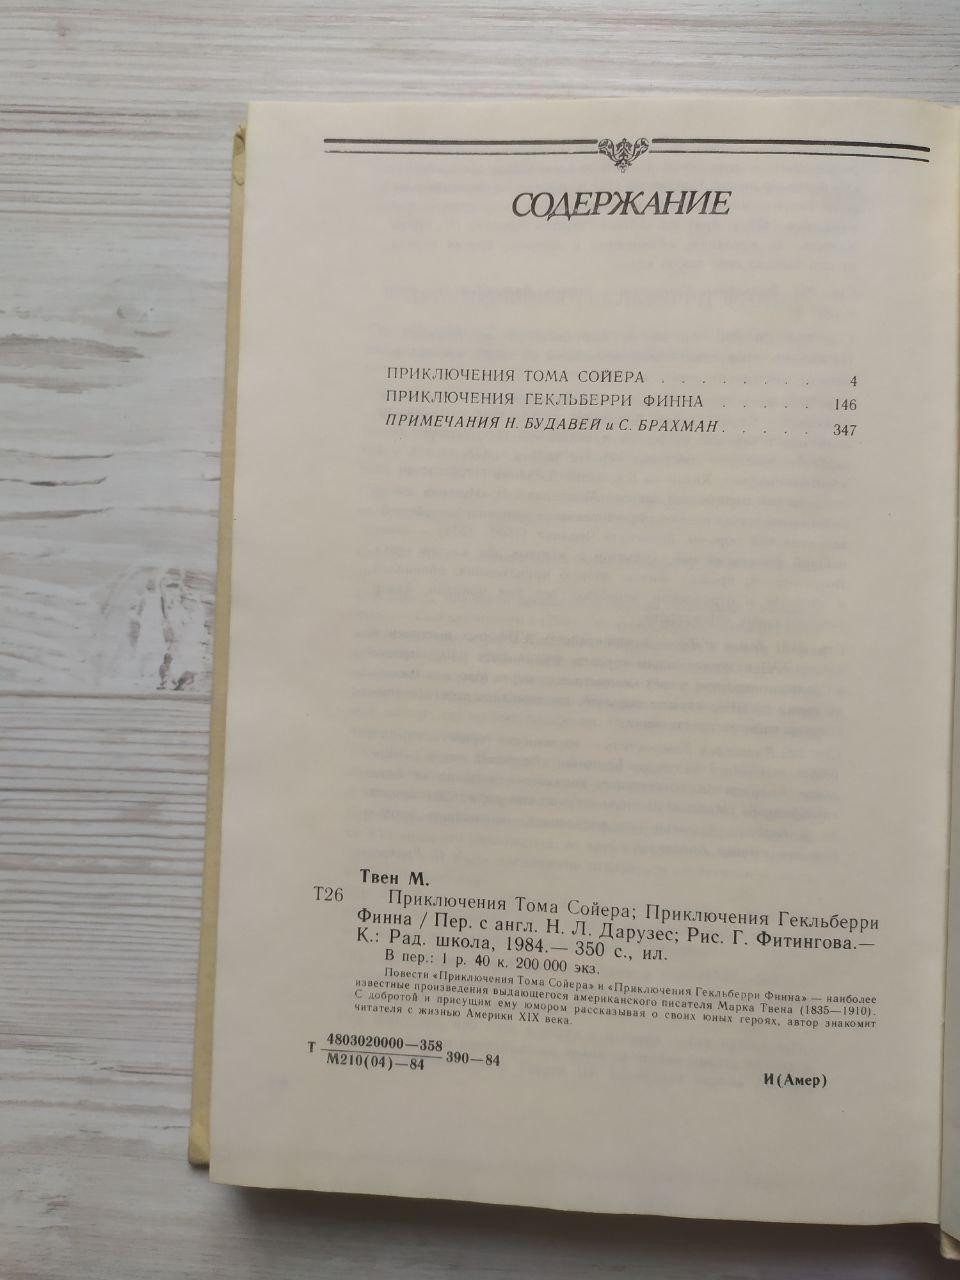 СОДЕРЖАНИЕ
ПРИКЛЮЧЕНИЯ ТОМА СОЙЕРА . . . . . . . . 4
ПРИКЛЮЧЕНИЯ ГЕКЛЬБЕРРИ ФИННА . . . . . 146
ПРИМЕЧАНИЯ Н. БУДАВЕЙ и С. БРАХМАН . . . . . 347
Твен М.
Т26 Приключения Тома Сойера; Приключения Гекльберри
Финна / Пер. с англ. Н. Л. Дарузес; Рис. Г. Фитингова.—
К.: Рад. школа, 1984.— 350 с., ил.
В пер.: 1 р. 40 к. 200 000 экз.
Повести «Приключения Тома Сойера» и «Приключения Гекльберри Финна» — наиболее
известные произведения выдающегося американского писателя Марка Твена (1835—1910).
С добротой и присущим ему юмором рассказывая о своих юных героях, автор знакомит
читателя с жизнью Америки XIX века.
Т 4803020000—358
М210(04)—84 390—84
И(Амер)